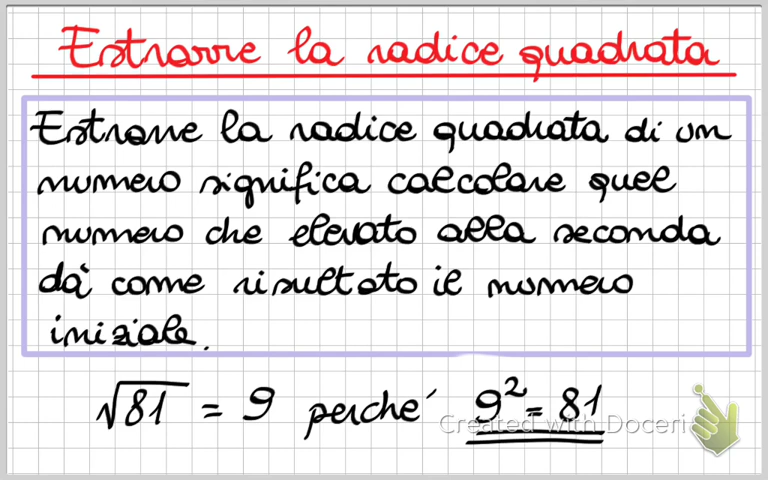 Estrarre la radice quadrata
Estrarre la radice quadrata di un
numero significa calcolare quel
numero che elevato alla seconda
dà come risultato il numero
iniziale.
√81 = 9 perché 9² = 81
Created with Doceri